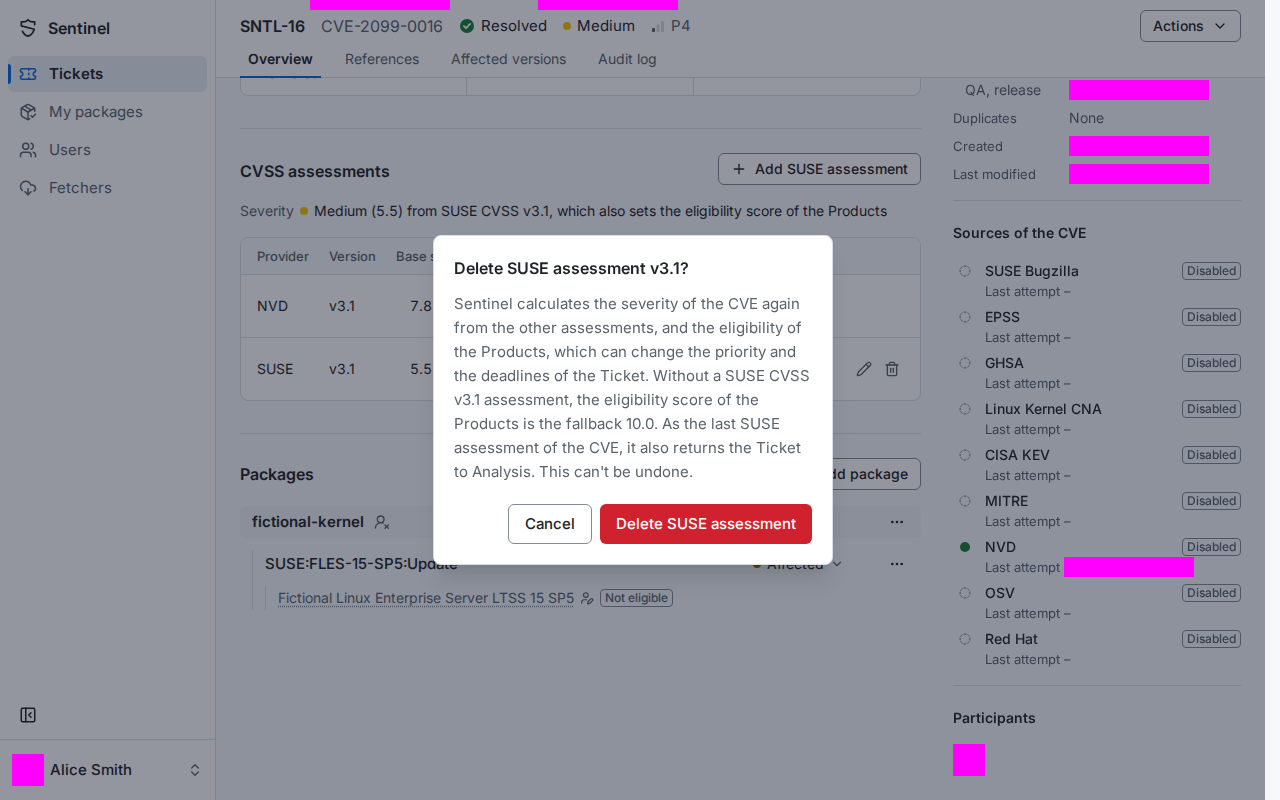 Sentinel
Tickets
My packages
Users
Fetchers
Alice Smith
SNTL-16 CVE-2099-0016 Resolved Medium P4
Actions
Overview References Affected versions Audit log
CVSS assessments
Add SUSE assessment
Severity Medium (5.5) from SUSE CVSS v3.1, which also sets the eligibility score of the Products
Provider Version Base
NVD v3.1 7.8
SUSE v3.1 5.5
Packages
package
fictional-kernel
SUSE:FLES-15-SP5:Update Affected
Fictional Linux Enterprise Server LTSS 15 SP5 Not eligible
Delete SUSE assessment v3.1?
Sentinel calculates the severity of the CVE again
from the other assessments, and the eligibility of
the Products, which can change the priority and
the deadlines of the Ticket. Without a SUSE CVSS
v3.1 assessment, the eligibility score of the
Products is the fallback 10.0. As the last SUSE
assessment of the CVE, it also returns the Ticket
to Analysis. This can't be undone.
Cancel
Delete SUSE assessment
QA, release
Duplicates None
Created
Last modified
Sources of the CVE
SUSE Bugzilla Disabled
Last attempt –
EPSS Disabled
Last attempt –
GHSA Disabled
Last attempt –
Linux Kernel CNA Disabled
Last attempt –
CISA KEV Disabled
Last attempt –
MITRE Disabled
Last attempt –
NVD Disabled
Last attempt
OSV Disabled
Last attempt –
Red Hat Disabled
Last attempt –
Participants